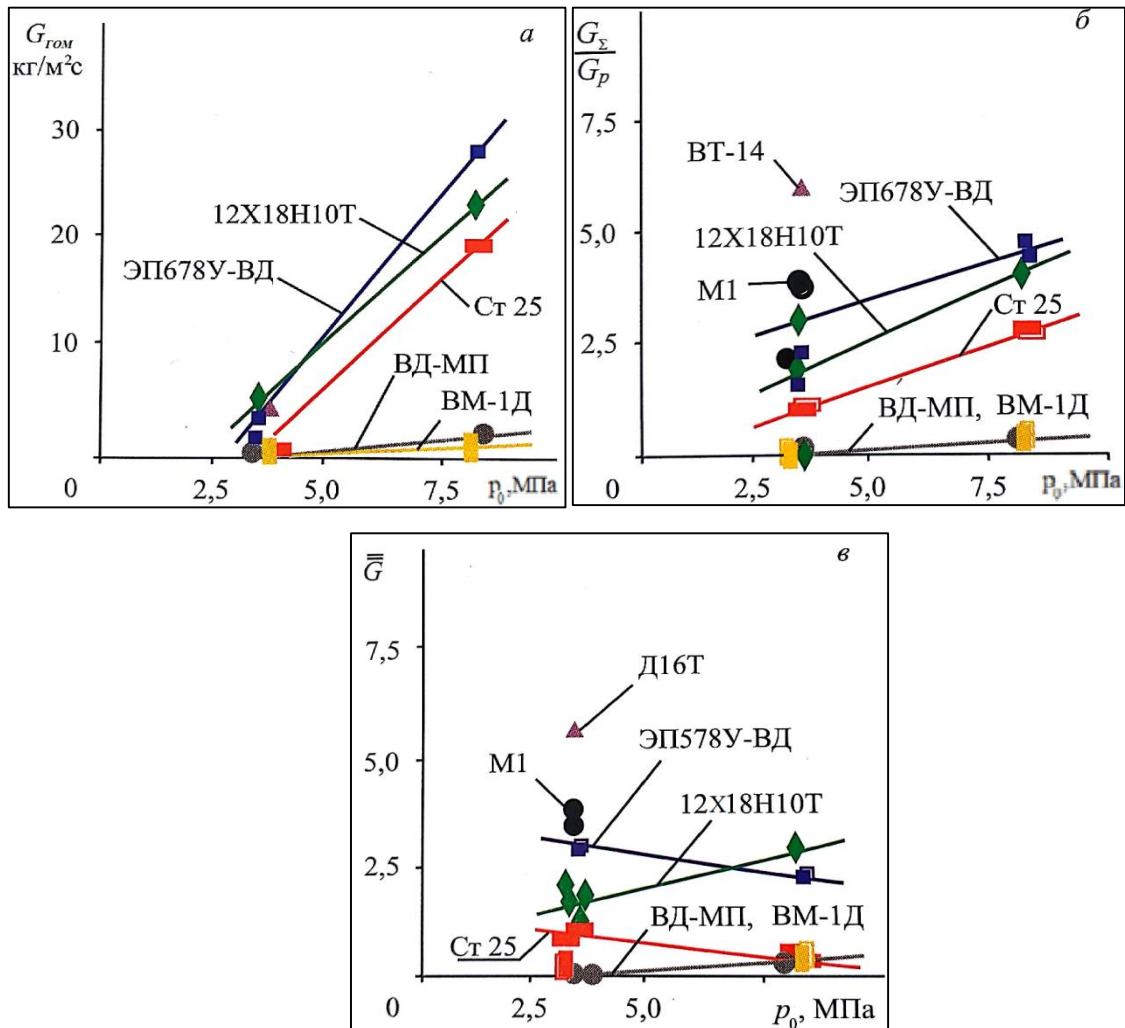 G_гом
кг/м²с
а
30
20
10
0
2,5
5,0
7,5
p₀, МПа
12Х18Н10Т
ЭП678У-ВД
Ст 25
ВД-МП
ВМ-1Д
G_Σ
G_p
б
7,5
5,0
2,5
0
2,5
5,0
7,5
p₀, МПа
ВТ-14
ЭП678У-ВД
12Х18Н10Т
М1
Ст 25
ВД-МП, ВМ-1Д
G̿
в
7,5
5,0
2,5
0
2,5
5,0
p₀, МПа
Д16Т
ЭП578У-ВД
М1
12Х18Н10Т
ВД-МП, ВМ-1Д
Ст 25